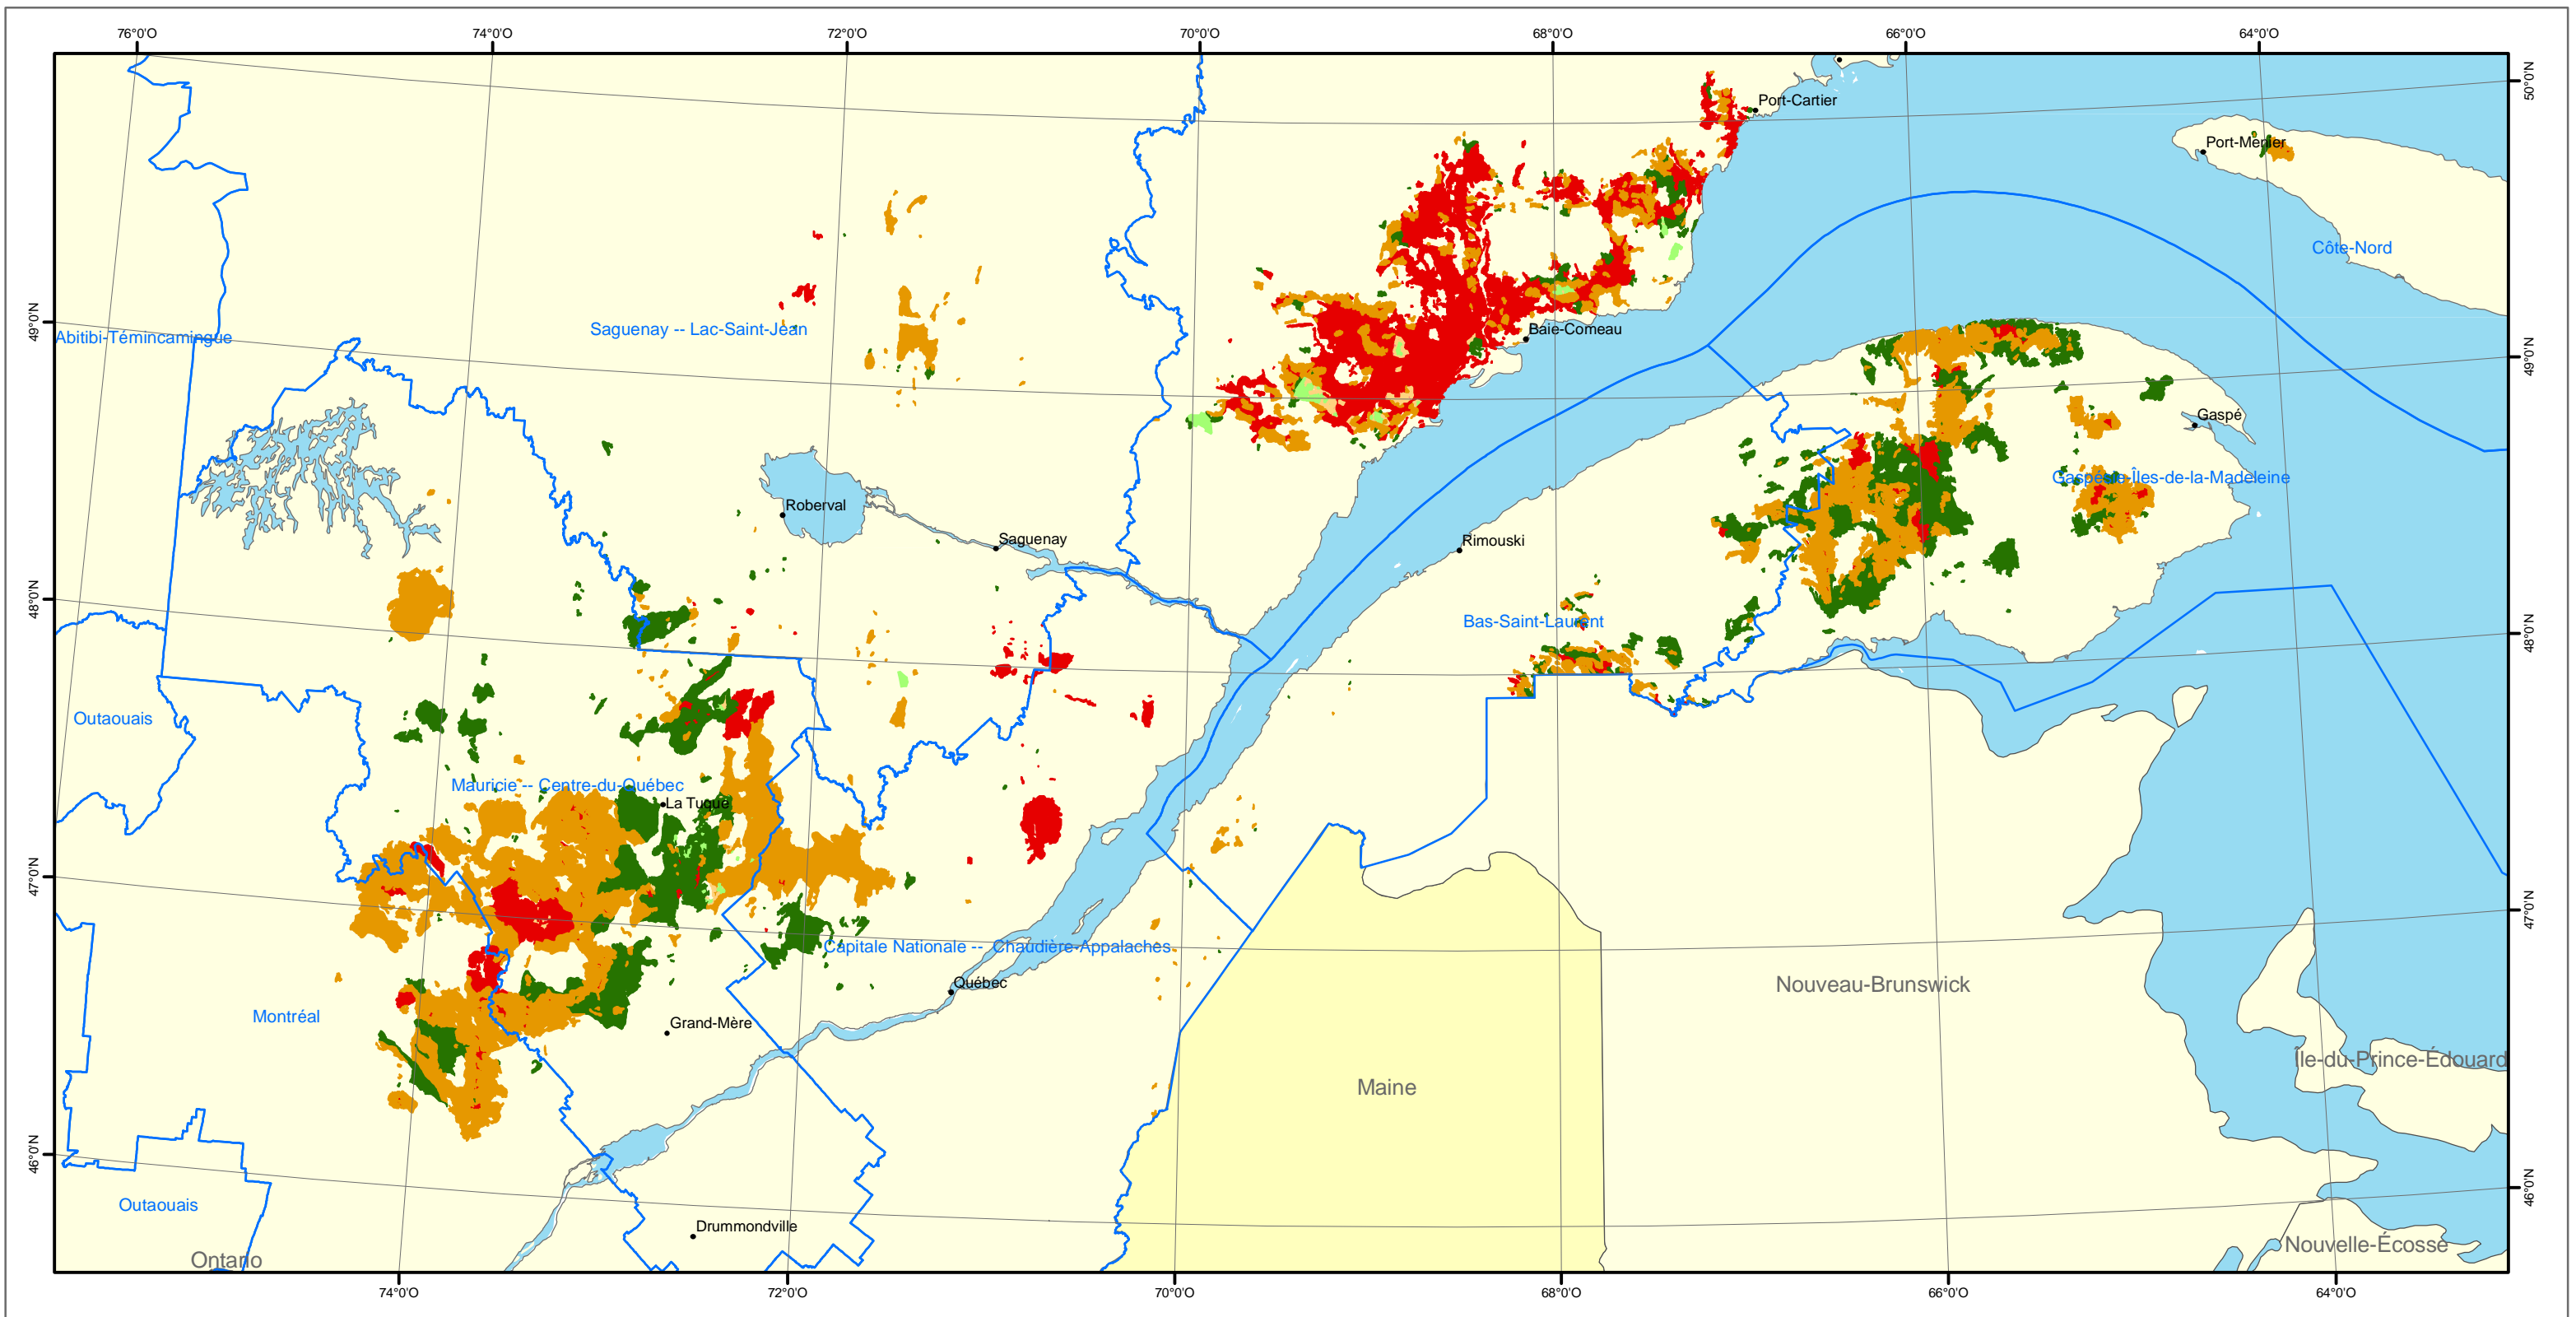 76°0'O 74°0'O 72°0'O 70°0'O 68°0'O 66°0'O 64°0'O
50°0'N
Port-Cartier
Port-Menier
Côte-Nord
49°0'N
Abitibi-Témincamingue
Saguenay -- Lac-Saint-Jean
Baie-Comeau
49°0'N
Gaspé
Gaspésie-Îles-de-la-Madeleine
Roberval
Saguenay
Rimouski
48°0'N
Bas-Saint-Laurent
48°0'N
Outaouais
Mauricie -- Centre-du-Québec
La Tuque
47°0'N
47°0'N
Capitale Nationale -- Chaudière-Appalaches
Québec
Nouveau-Brunswick
Montréal
Grand-Mère
Île-du-Prince-Édouard
Maine
46°0'N
46°0'N
Outaouais
Drummondville
Nouvelle-Écosse
Ontario
74°0'O 72°0'O 70°0'O 68°0'O 66°0'O 64°0'O